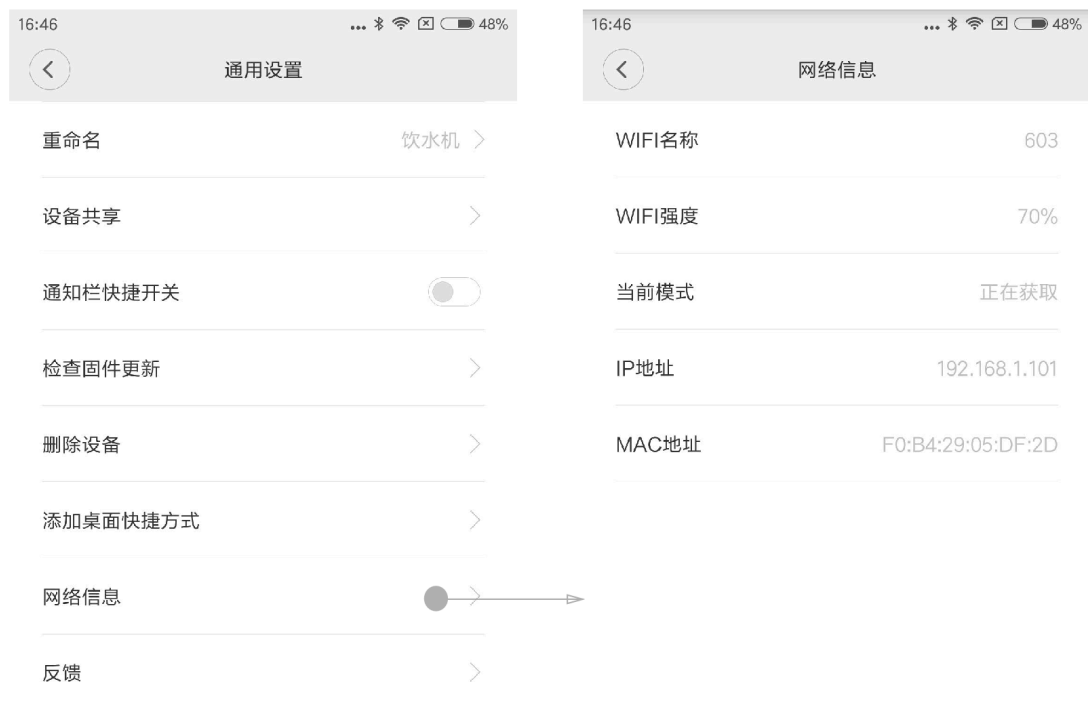 16:46
48%
通用设置
重命名 饮水机
设备共享
通知栏快捷开关
检查固件更新
删除设备
添加桌面快捷方式
网络信息
反馈
16:46
48%
网络信息
WIFI名称 603
WIFI强度 70%
当前模式 正在获取
IP地址 192.168.1.101
MAC地址 F0:B4:29:05:DF:2D